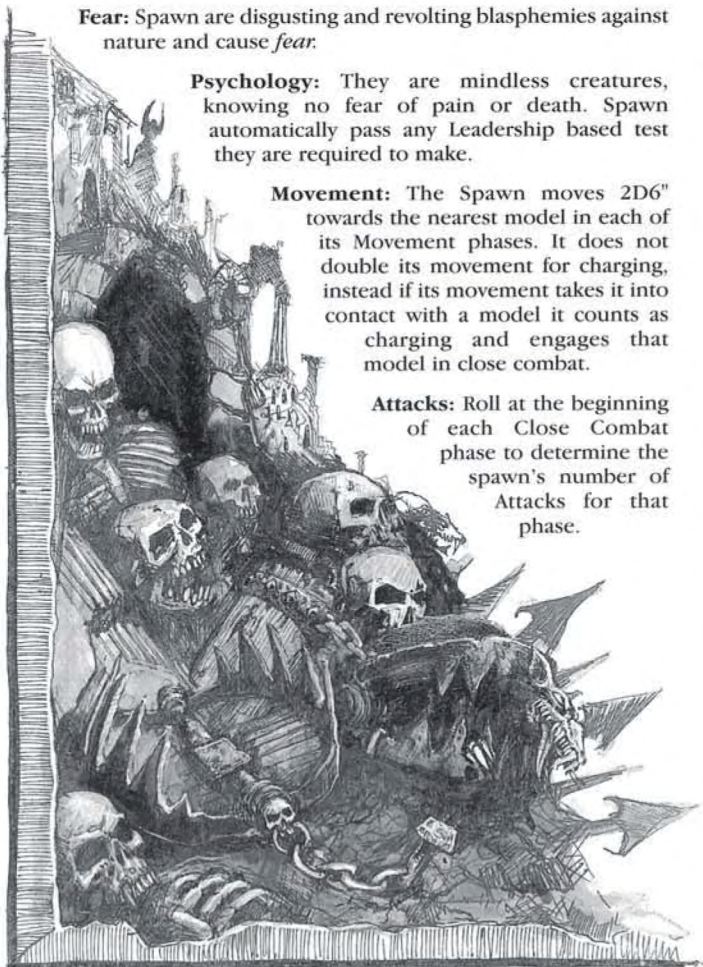 Fear: Spawn are disgusting and revolting blasphemies against
nature and cause fear.
Psychology: They are mindless creatures,
knowing no fear of pain or death. Spawn
automatically pass any Leadership based test
they are required to make.
Movement: The Spawn moves 2D6"
towards the nearest model in each of
its Movement phases. It does not
double its movement for charging,
instead if its movement takes it into
contact with a model it counts as
charging and engages that
model in close combat.
Attacks: Roll at the beginning
of each Close Combat
phase to determine the
spawn's number of
Attacks for that
phase.